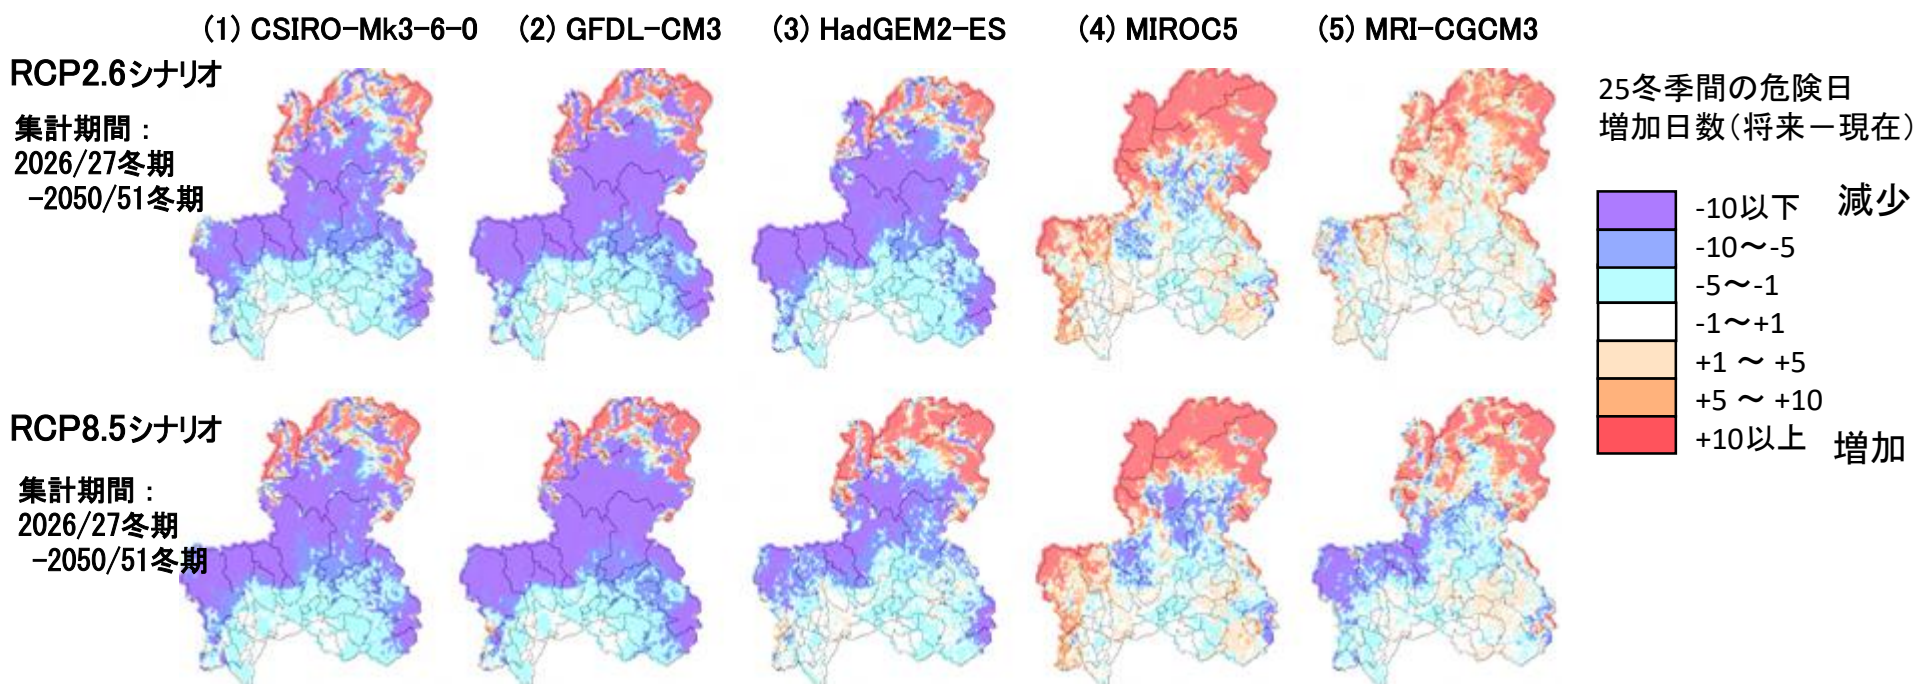 (1) CSIRO-Mk3-6-0
(2) GFDL-CM3
(3) HadGEM2-ES
(4) MIROC5
(5) MRI-CGCM3
RCP2.6シナリオ
集計期間：
2026/27冬期
-2050/51冬期
RCP8.5シナリオ
集計期間：
2026/27冬期
-2050/51冬期
25冬季間の危険日
増加日数（将来－現在）
-10以下 減少
-10～-5
-5～-1
-1～+1
+1 ～ +5
+5 ～ +10
+10以上 増加